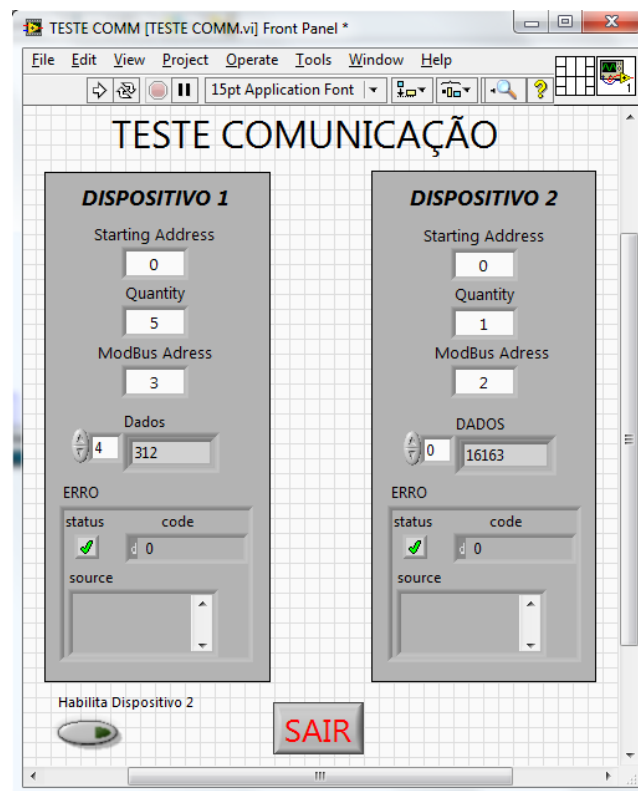 TESTE COMM [TESTE COMM.vi] Front Panel *
File Edit View Project Operate Tools Window Help
15pt Application Font
1
TESTE COMUNICAÇÃO
DISPOSITIVO 1
Starting Address
0
Quantity
5
ModBus Adress
3
Dados
4 312
ERRO
status code
d 0
source
DISPOSITIVO 2
Starting Address
0
Quantity
1
ModBus Adress
2
DADOS
0 16163
ERRO
status code
d 0
source
Habilita Dispositivo 2
SAIR